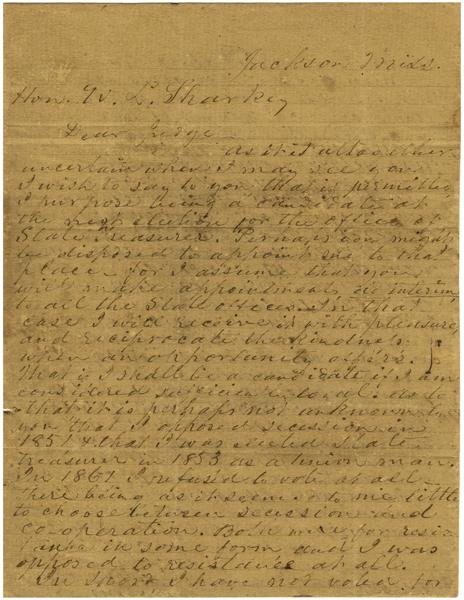 Jackson Miss.
Hon. W. L. Sharkey
Dear Judge
as it is altogether
uncertain when I may see you
I wish to say to you that if permitted
I purpose being a candidate at
the next election for the office of
State Treasurer. Perhaps you might
be disposed to appoint me to that
place for I assume that you
will make appointments ad interim
to all the State offices. In that
case I will receive it with pleasure,
and reciprocate the kindness
when an opportunity offers.
That is I shall be a candidate if I am
considered sufficiently loyal. as to
that it is perhaps not unknown to
you that I opposed secession in
1851 & that I was elected State
treasurer in 1853 as a union man.
In 1861 I refused to vote at all
there being as it seemed to me little
to choose between secession and
co-operation. Both were for resis
tance in some form and I was
opposed to resistance at all.
In short I have not voted for